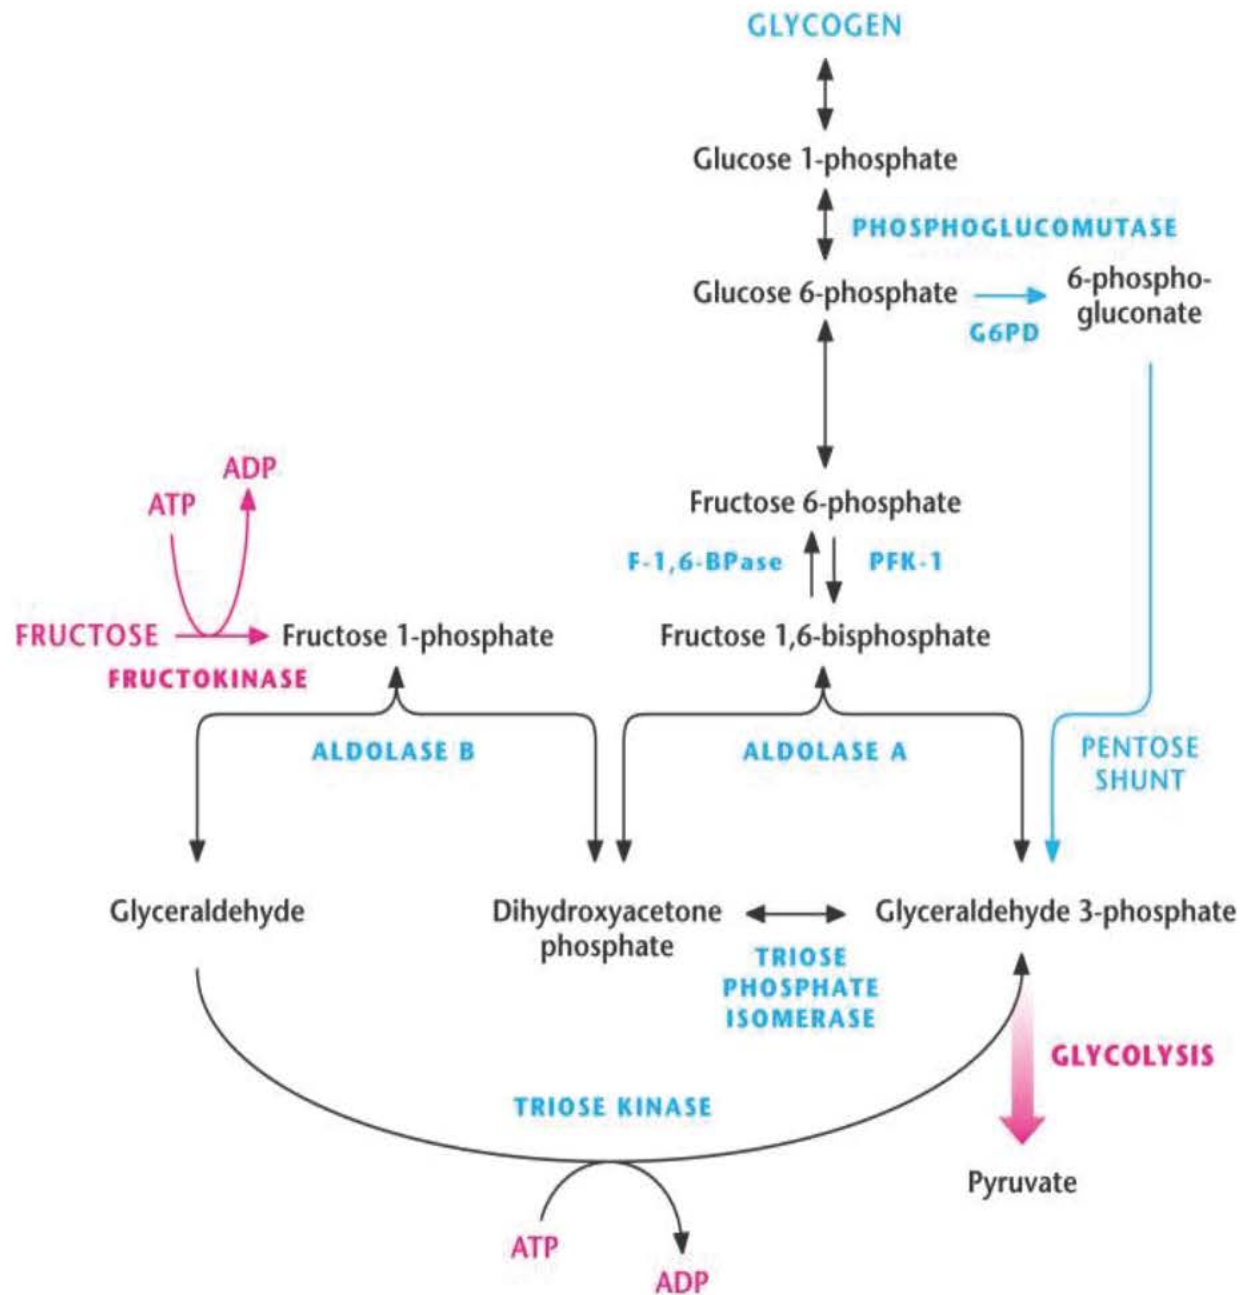 GLYCOGEN
Glucose 1-phosphate
PHOSPHOGLUCOMUTASE
Glucose 6-phosphate
6-phospho-
gluconate
G6PD
ADP
ATP
Fructose 6-phosphate
F-1,6-BPase
PFK-1
FRUCTOSE
Fructose 1-phosphate
Fructose 1,6-bisphosphate
FRUCTOKINASE
ALDOLASE B
ALDOLASE A
PENTOSE
SHUNT
Glyceraldehyde
Dihydroxyacetone
phosphate
Glyceraldehyde 3-phosphate
TRIOSE
PHOSPHATE
ISOMERASE
GLYCOLYSIS
TRIOSE KINASE
Pyruvate
ATP
ADP